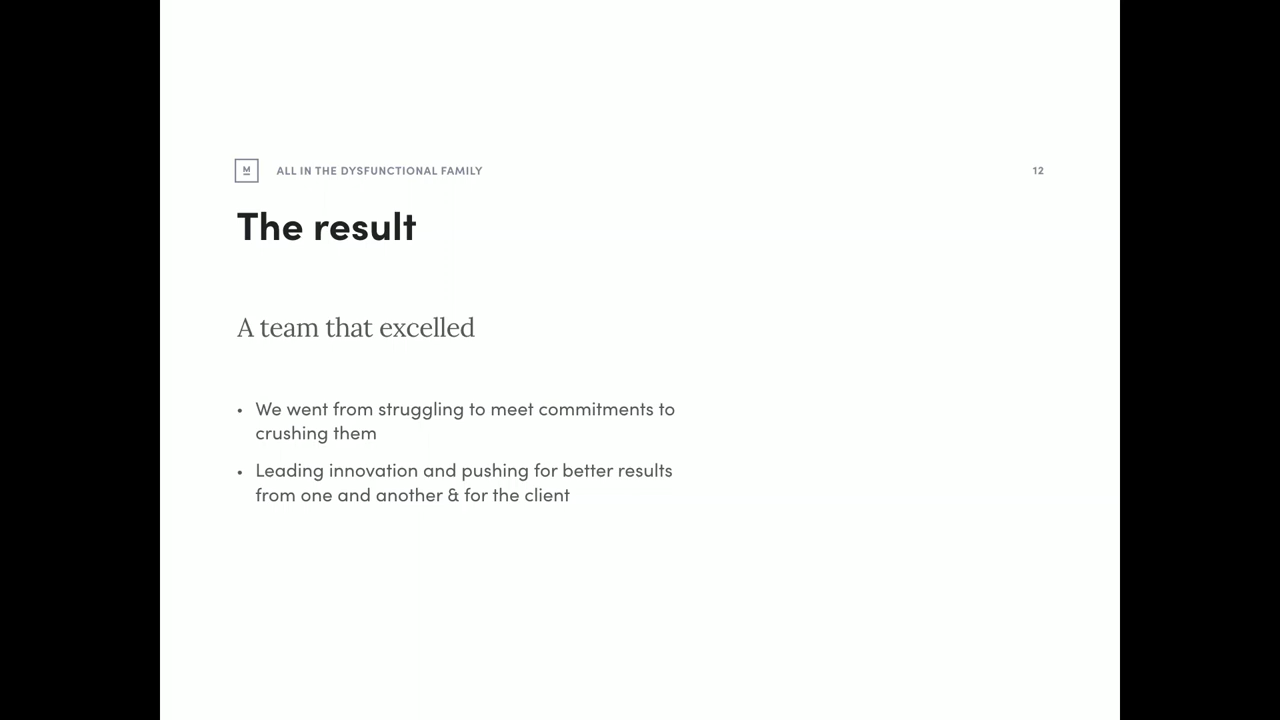 M
ALL IN THE DYSFUNCTIONAL FAMILY
12
The result
A team that excelled
• We went from struggling to meet commitments to
crushing them
• Leading innovation and pushing for better results
from one and another & for the client